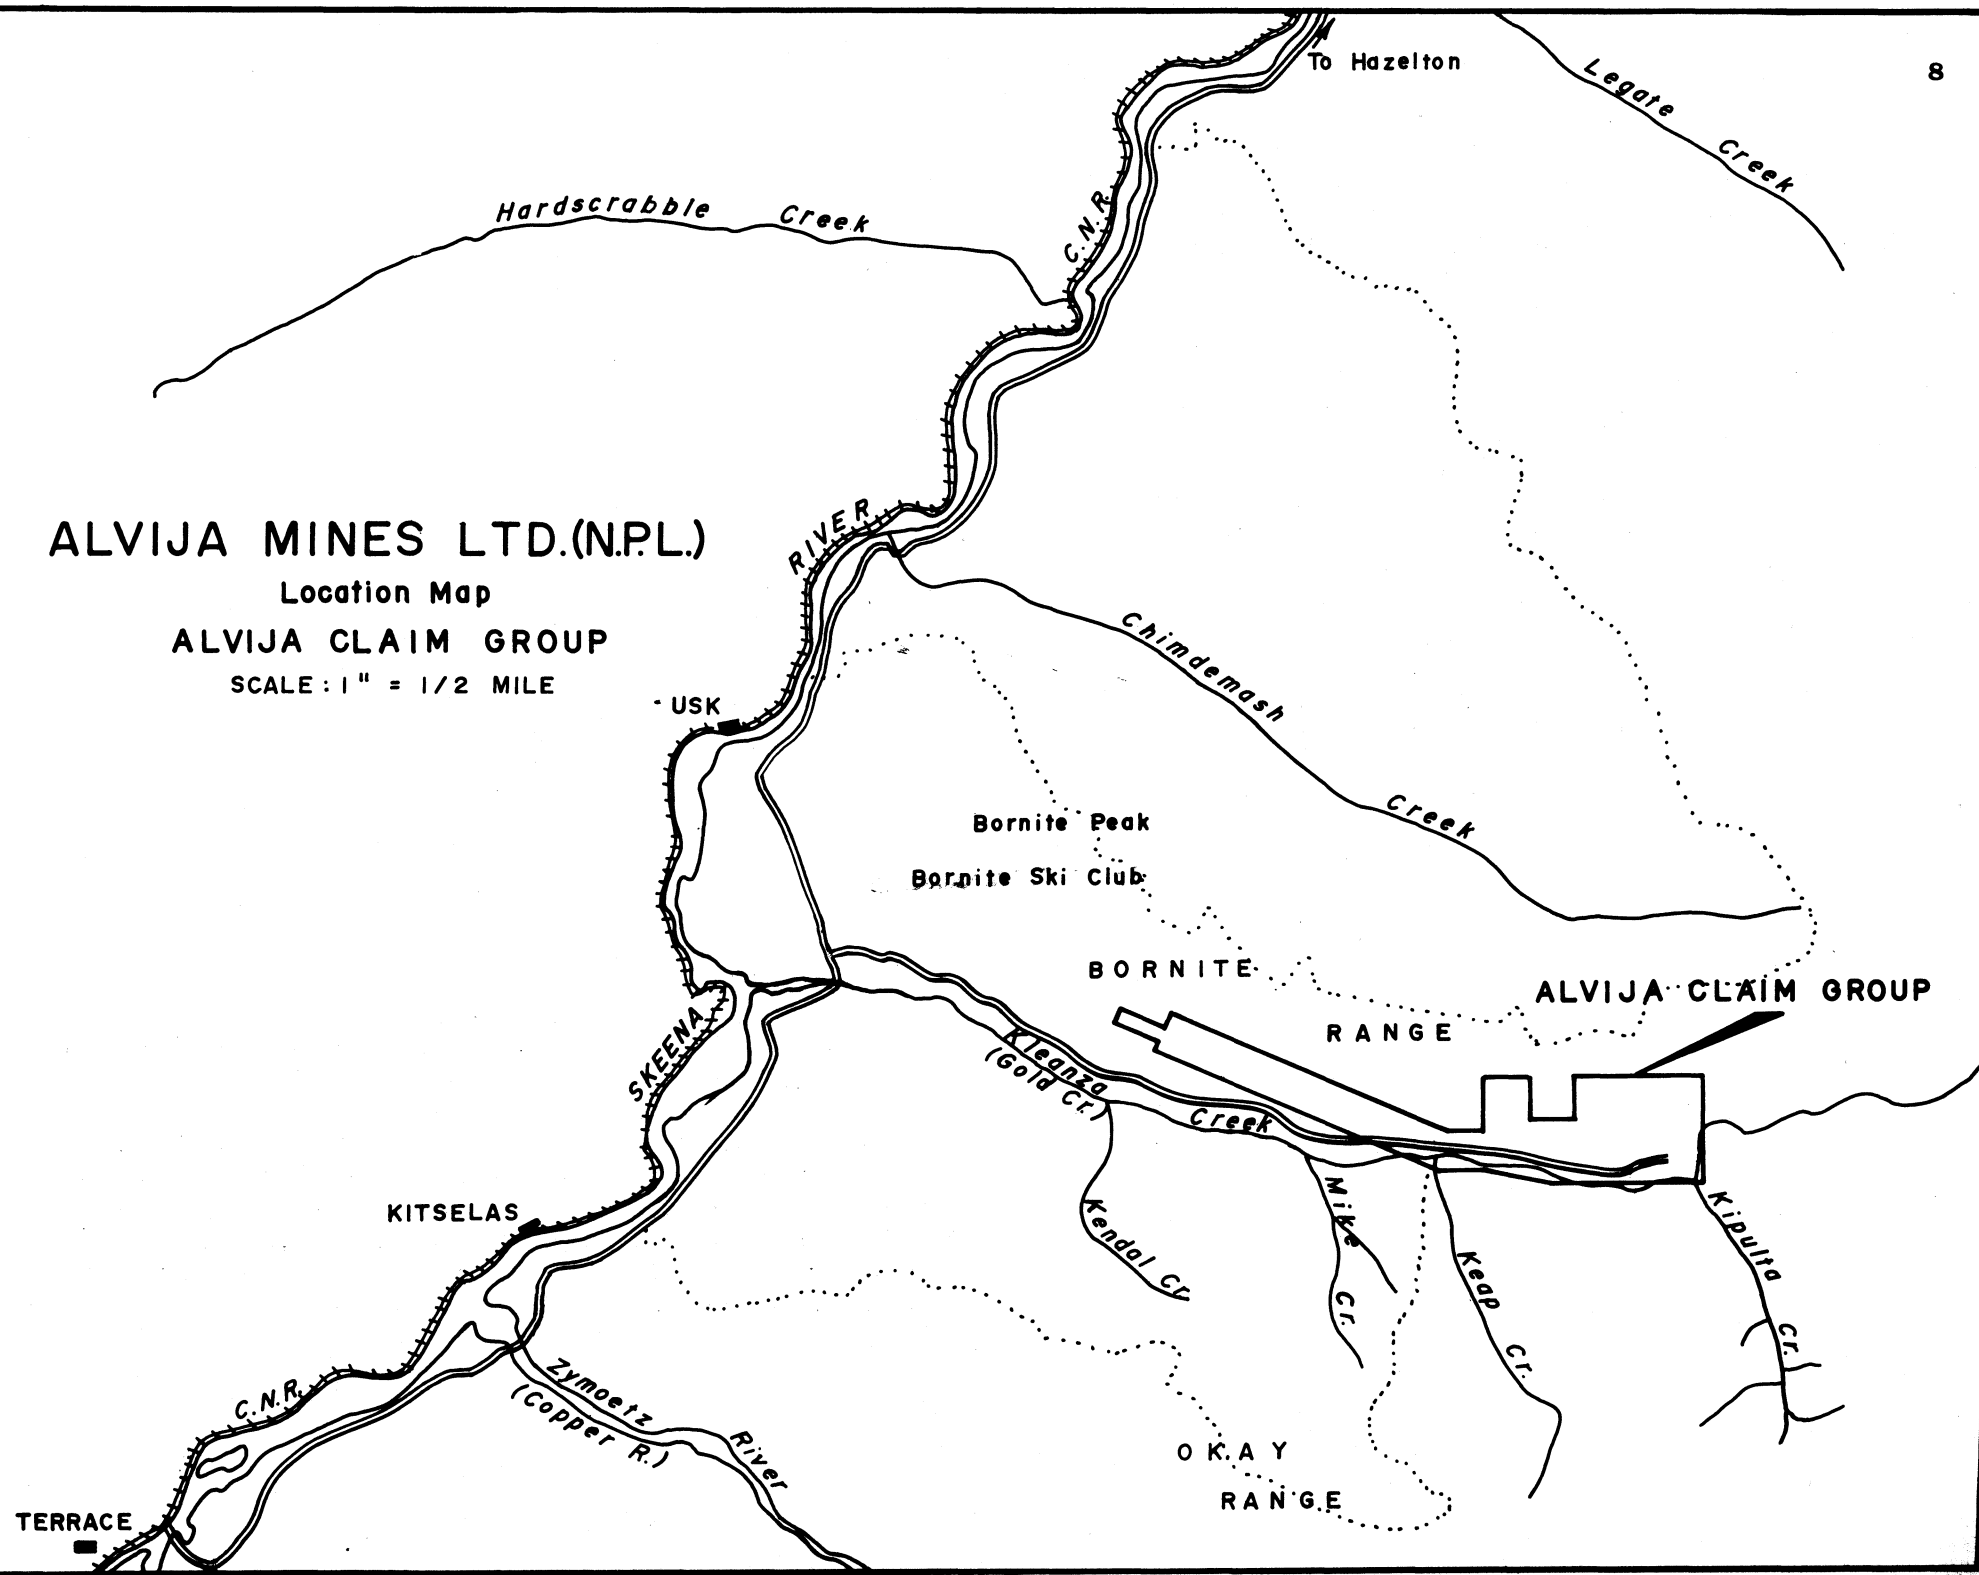 To Hazelton
8
Legate Creek
Hardscrabble Creek
C.N.R.
RIVER
ALVIJA MINES LTD.(N.P.L.)
Location Map
ALVIJA CLAIM GROUP
SCALE: 1" = 1/2 MILE
USK
Chimdemash Creek
Bornite Peak
Bornite Ski Club
BORNITE
RANGE
ALVIJA CLAIM GROUP
SKEENA
Kleanza Creek
(Gold Cr.)
KITSELAS
Kendal Cr.
Mike Cr.
Keap Cr.
Kipulta Cr.
C.N.R.
Zymoetz River
(Copper R.)
OKAY
RANGE
TERRACE